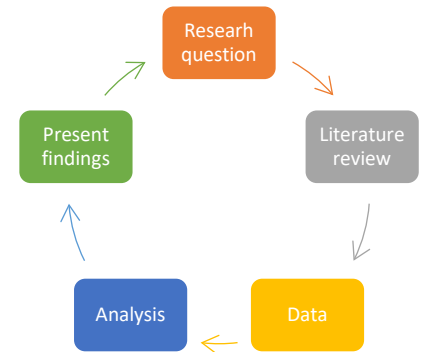 Researh
question
Literature
review
Data
Analysis
Present
findings